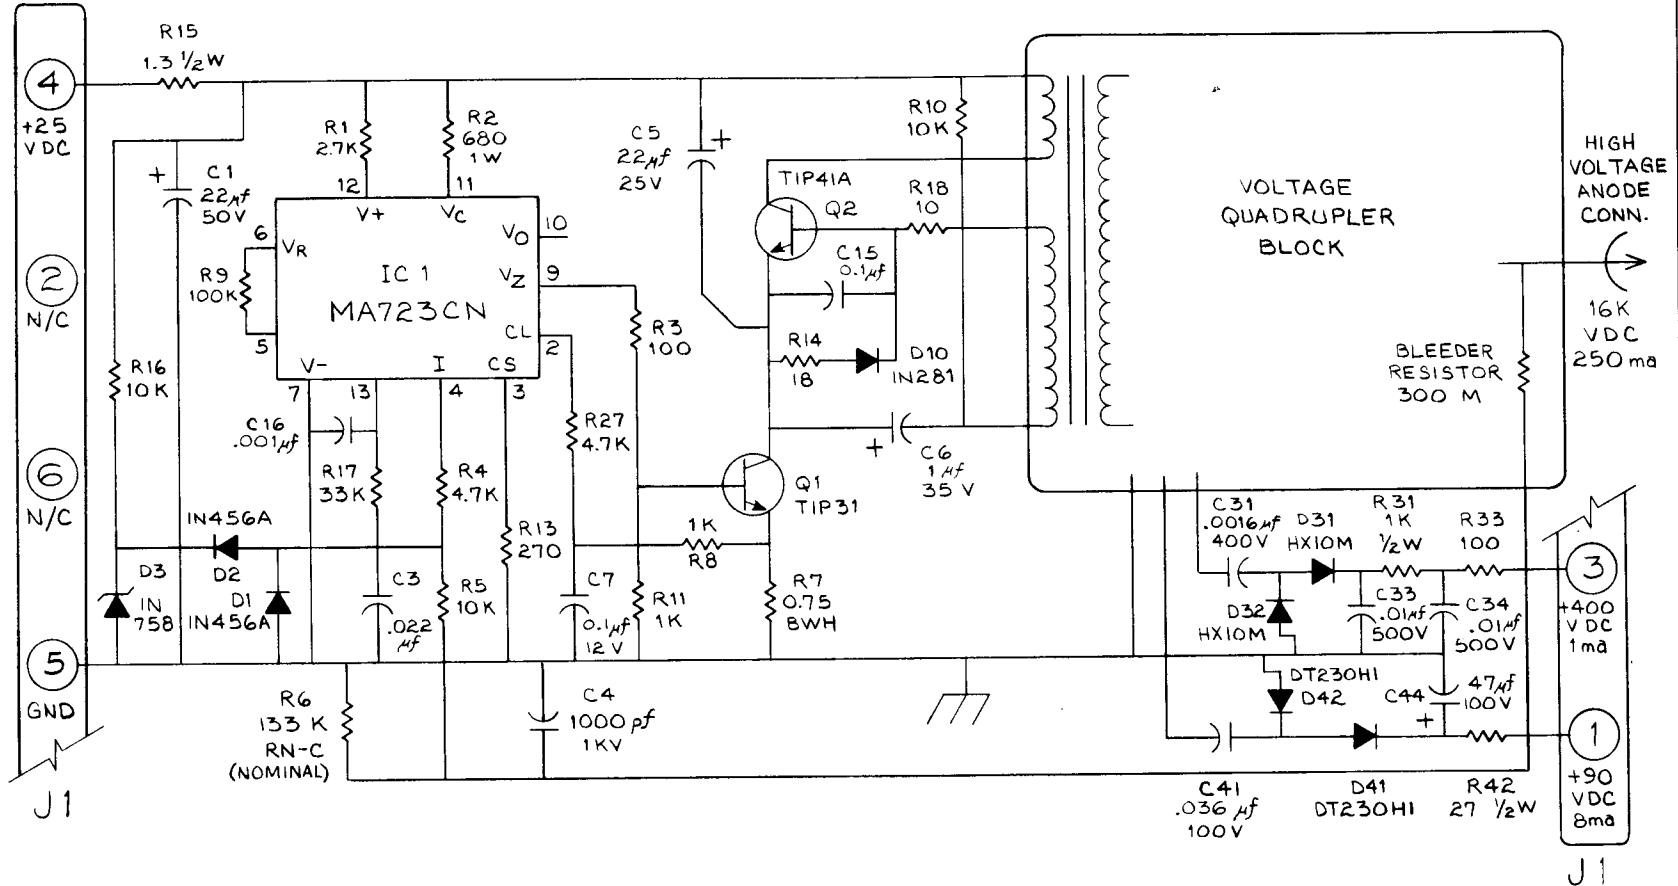 R15
1.3 ½W
4
+25
VDC
2
N/C
6
N/C
5
GND
J1
+
C1
22µf
50V
R1
2.7K
R2
680
1W
12
11
V+
VC
6
VR
R9
100K
5
IC 1
MA723CN
VO
10
VZ
9
CL
2
V-
I
CS
7
13
4
3
R16
10K
C16
.001µf
R17
33K
R4
4.7K
R27
4.7K
R3
100
R13
270
IN456A
D2
D3
IN
758
D1
IN456A
C3
.022
µf
R5
10K
C7
0.1µf
12V
R11
1K
1K
R8
R7
0.75
BWH
Q1
TIP31
C5
22µf
25V
+
TIP41A
Q2
R18
10
R10
10K
C15
0.1µf
R14
18
D10
IN281
+
C6
1µf
35V
R6
133K
RN-C
(NOMINAL)
C4
1000pf
1KV
VOLTAGE
QUADRUPLER
BLOCK
HIGH
VOLTAGE
ANODE
CONN.
16K
VDC
250ma
BLEEDER
RESISTOR
300 M
C31
.0016µf
400V
D31
HX10M
R31
1K
½W
R33
100
3
+400
VDC
1ma
D32
HX10M
C33
.01µf
500V
C34
.01µf
500V
DT230H1
D42
C44
47µf
100V
+
1
+90
VDC
8ma
C41
.036 µf
100V
D41
DT230H1
R42
27 ½W
J1